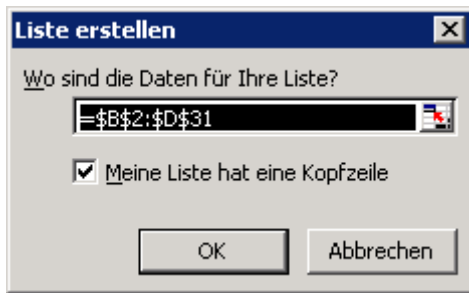 Liste erstellen
Wo sind die Daten für Ihre Liste?
=$B$2:$D$31
Meine Liste hat eine Kopfzeile
OK Abbrechen